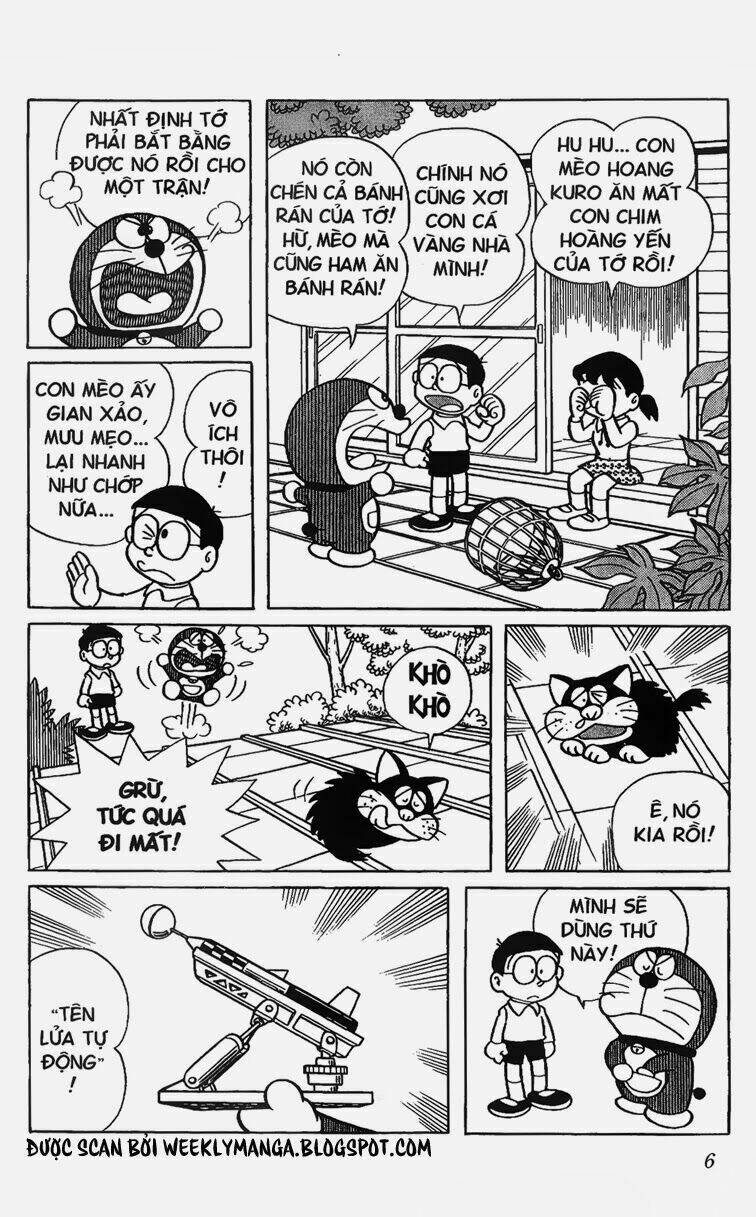 HU HU... CON
MÈO HOANG
KURO ĂN MẤT
CON CHIM
HOÀNG YẾN
CỦA TỚ RỒI!
CHÍNH NÓ
CŨNG XƠI
CON CÁ
VÀNG NHÀ
MÌNH!
NÓ CÒN
CHÉN CẢ BÁNH
RÁN CỦA TỚ!
HỪ, MÈO MÀ
CŨNG HAM ĂN
BÁNH RÁN!
NHẤT ĐỊNH TỚ
PHẢI BẮT BẰNG
ĐƯỢC NÓ RỒI CHO
MỘT TRẬN!
VÔ
ÍCH
THÔI
!
CON MÈO ẤY
GIAN XẢO,
MƯU MẸO...
LẠI NHANH
NHƯ CHỚP
NỮA...
Ê, NÓ
KIA RỒI!
KHÒ
KHÒ
GRỪ,
TỨC QUÁ
ĐI MẤT!
MÌNH SẼ
DÙNG THỨ
NÀY!
"TÊN
LỬA TỰ
ĐỘNG"
!
ĐƯỢC SCAN BỞI WEEKLYMANGA.BLOGSPOT.COM
6